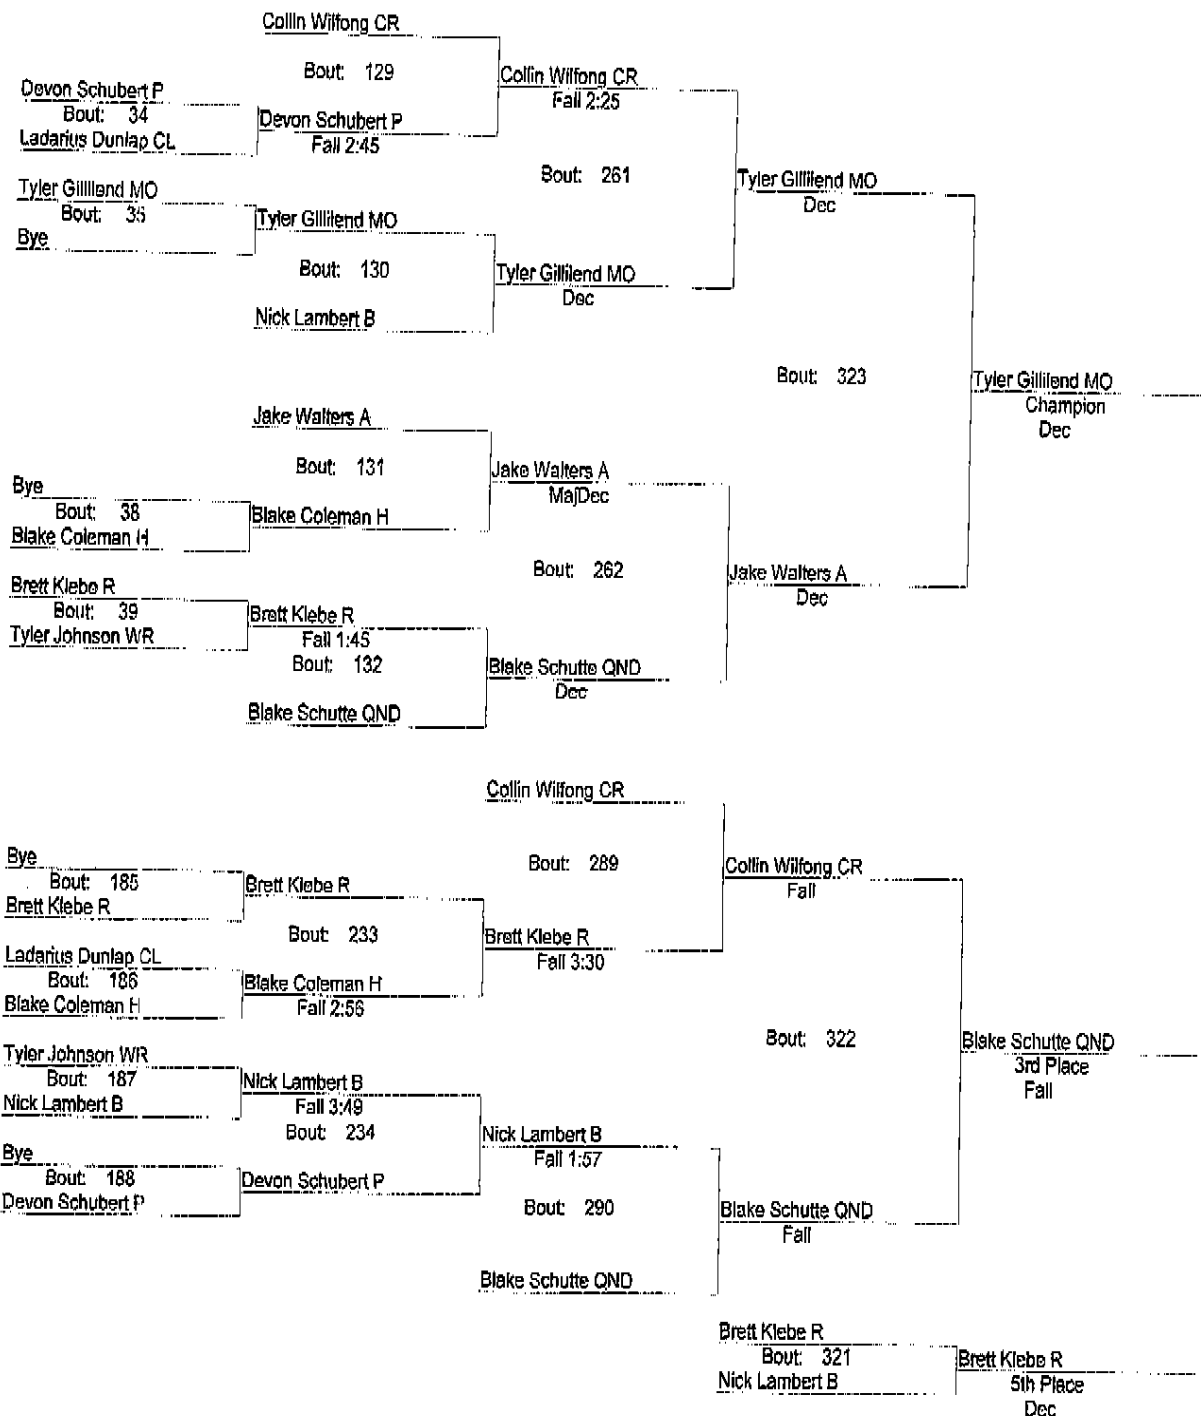 Collin Wilfong CR
Bout: 129
Collin Wilfong CR
Fall 2:25
Devon Schubert P
Bout: 34
Ladarius Dunlap CL
Devon Schubert P
Fall 2:45
Bout: 261
Tyler Gillilend MO
Dec
Tyler Gillilend MO
Bout: 35
Bye
Tyler Gillilend MO
Bout: 130
Tyler Gillilend MO
Dec
Nick Lambert B
Bout: 323
Tyler Gillilend MO
Champion
Dec
Jake Walters A
Bout: 131
Jake Walters A
MajDec
Bye
Bout: 38
Blake Coleman H
Blake Coleman H
Bout: 262
Jake Walters A
Dec
Brett Klebe R
Bout: 39
Tyler Johnson WR
Brett Klebe R
Fall 1:45
Bout: 132
Blake Schutte QND
Dec
Blake Schutte QND
Collin Wilfong CR
Bout: 289
Collin Wilfong CR
Fall
Bye
Bout: 185
Brett Klebe R
Brett Klebe R
Bout: 233
Brett Klebe R
Fall 3:30
Ladarius Dunlap CL
Bout: 186
Blake Coleman H
Blake Coleman H
Fall 2:56
Bout: 322
Blake Schutte QND
3rd Place
Fall
Tyler Johnson WR
Bout: 187
Nick Lambert B
Nick Lambert B
Fall 3:49
Bout: 234
Nick Lambert B
Fall 1:57
Bye
Bout: 188
Devon Schubert P
Devon Schubert P
Bout: 290
Blake Schutte QND
Fall
Blake Schutte QND
Brett Klebe R
Bout: 321
Nick Lambert B
Brett Klebe R
5th Place
Dec